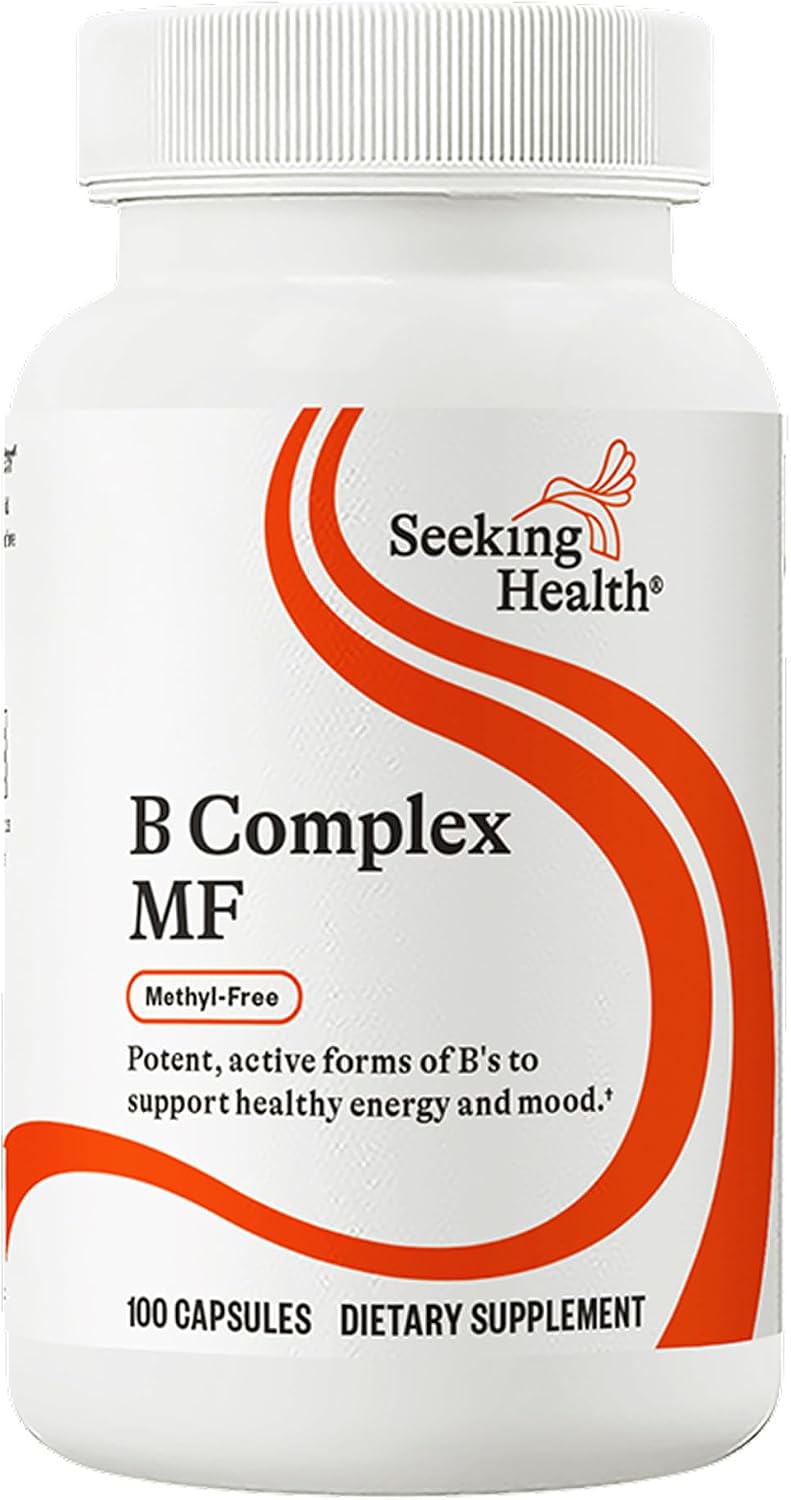 Seeking
Health®
B Complex
MF
Methyl-Free
Potent, active forms of B's to
support healthy energy and mood.†
100 CAPSULES DIETARY SUPPLEMENT